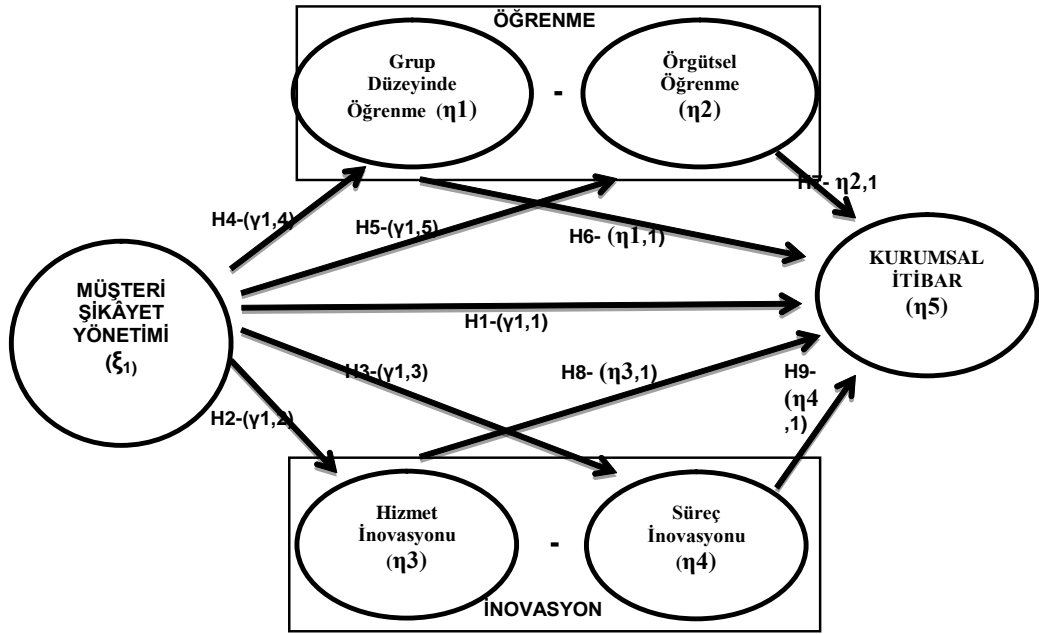 ÖĞRENME
Grup
Düzeyinde
Öğrenme (η1)
-
Örgütsel
Öğrenme
(η2)
H7- η2,1
H4-(γ1,4)
H5-(γ1,5)
H6- (η1,1)
KURUMSAL
İTİBAR
(η5)
MÜŞTERİ
ŞİKÂYET
YÖNETİMİ
(ξ1)
H1-(γ1,1)
H3-(γ1,3)
H8- (η3,1)
H9-
(η4
,1)
H2-(γ1,2)
Hizmet
İnovasyonu
(η3)
-
Süreç
İnovasyonu
(η4)
İNOVASYON